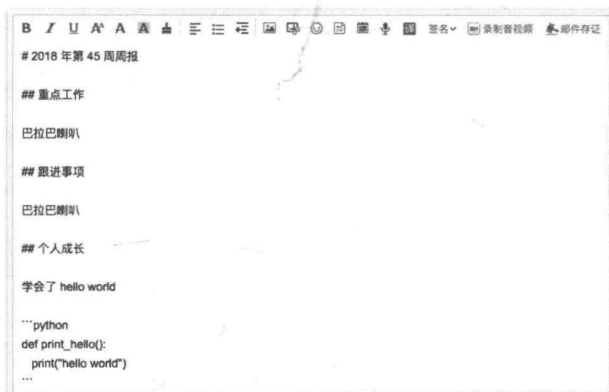 B I U A A A 签名 录制音视频 邮件存证
# 2018 年第 45 周周报
## 重点工作
巴拉巴喇叭
## 跟进事项
巴拉巴喇叭
## 个人成长
学会了 hello world
```python
def print_hello():
print("hello world")
```